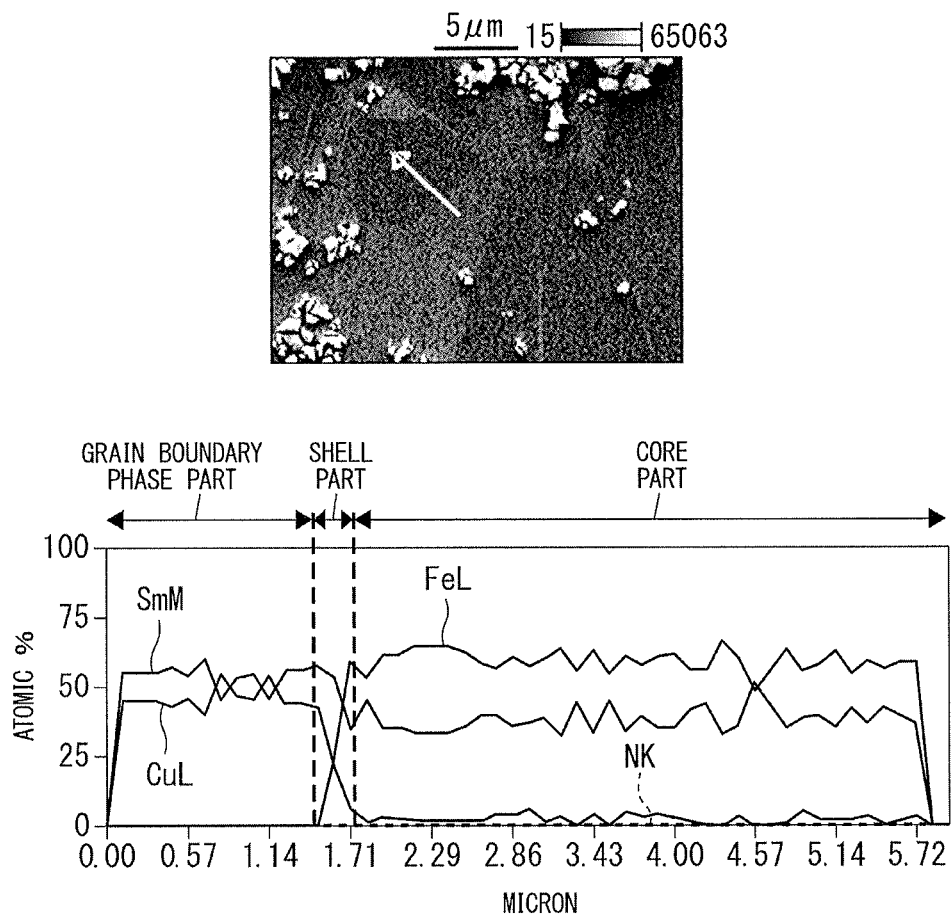 5μm 15 65063
GRAIN BOUNDARY
PHASE PART
SHELL
PART
CORE
PART
100
75
50
25
0
ATOMIC %
SmM
CuL
FeL
NK
0.00 0.57 1.14 1.71 2.29 2.86 3.43 4.00 4.57 5.14 5.72
MICRON